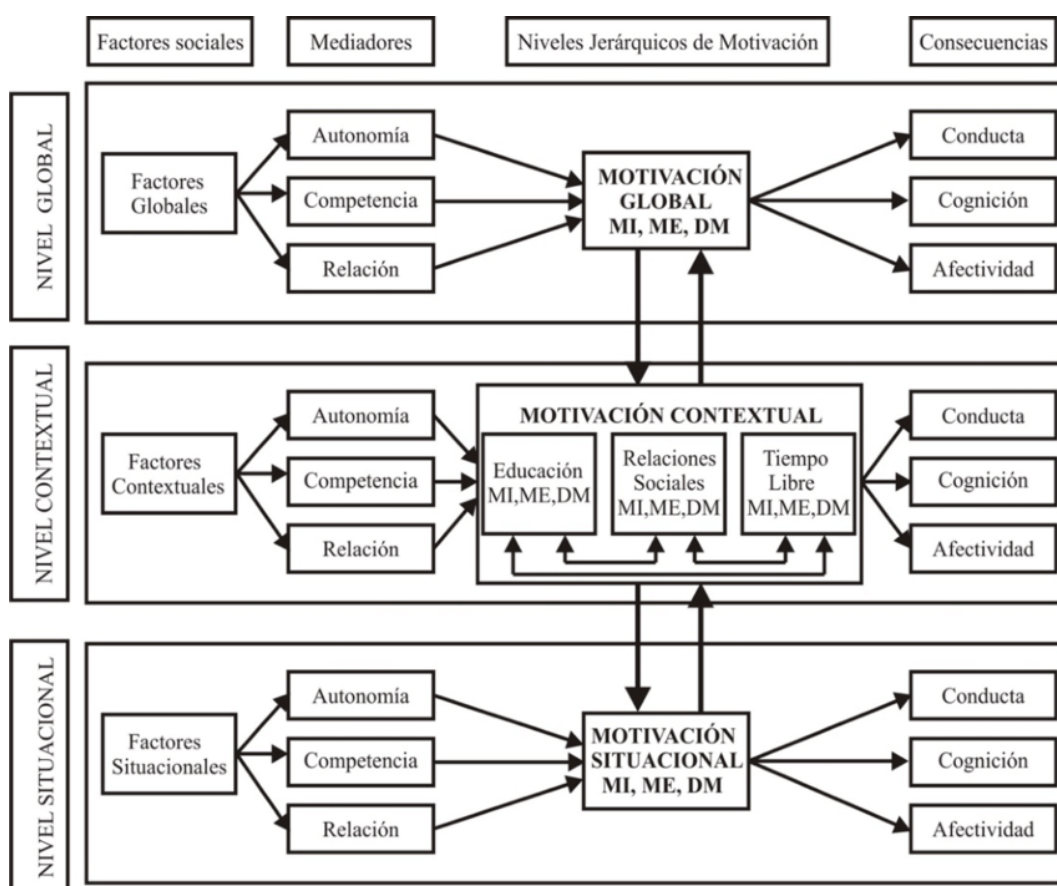 Factores sociales
Mediadores
Niveles Jerárquicos de Motivación
Consecuencias
NIVEL GLOBAL
Factores
Globales
Autonomía
Competencia
Relación
MOTIVACIÓN
GLOBAL
MI, ME, DM
Conducta
Cognición
Afectividad
NIVEL CONTEXTUAL
Factores
Contextuales
Autonomía
Competencia
Relación
MOTIVACIÓN CONTEXTUAL
Educación
MI,ME,DM
Relaciones
Sociales
MI,ME,DM
Tiempo
Libre
MI,ME,DM
Conducta
Cognición
Afectividad
NIVEL SITUACIONAL
Factores
Situacionales
Autonomía
Competencia
Relación
MOTIVACIÓN
SITUACIONAL
MI, ME, DM
Conducta
Cognición
Afectividad